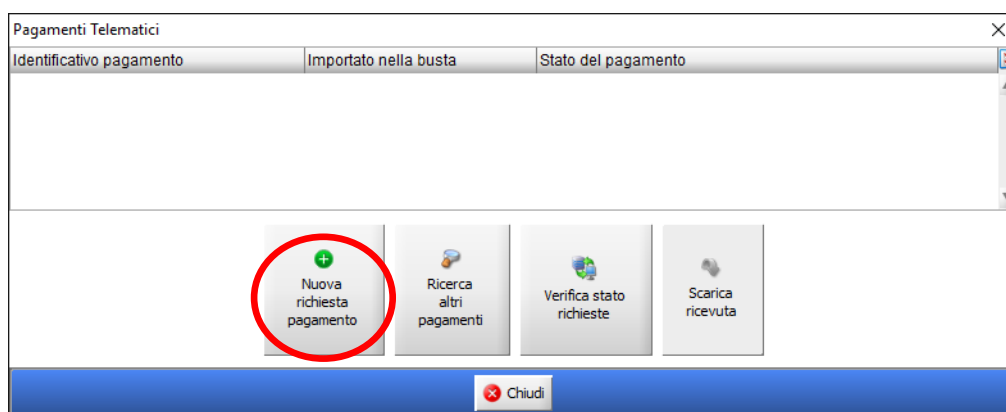 Pagamenti Telematici
Identificativo pagamento Importato nella busta Stato del pagamento
Nuova
richiesta
pagamento
Ricerca
altri
pagamenti
Verifica stato
richieste
Scarica
ricevuta
Chiudi